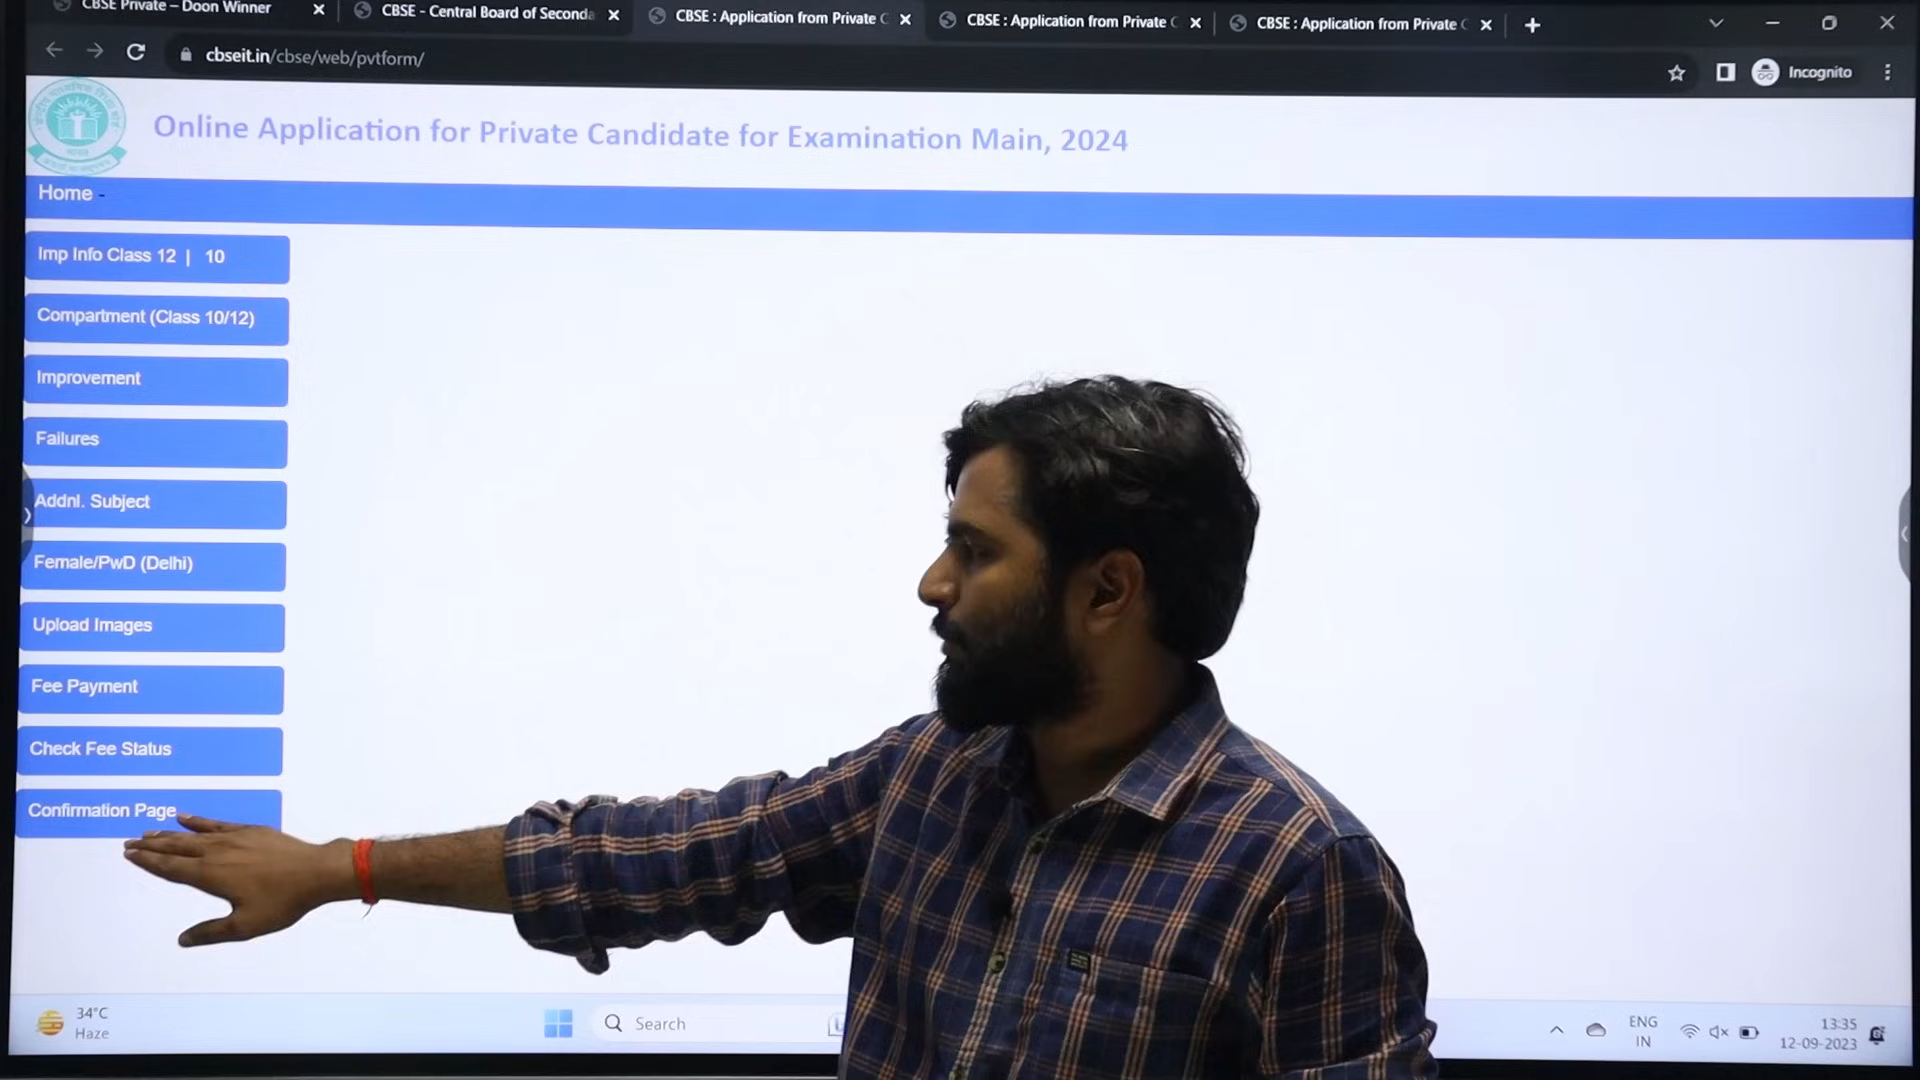 CBSE Private – Doon Winner
CBSE - Central Board of Seconda
CBSE : Application from Private C
CBSE : Application from Private C
CBSE : Application from Private C
cbseit.in/cbse/web/pvtform/
Incognito
Online Application for Private Candidate for Examination Main, 2024
Home -
Imp Info Class 12 | 10
Compartment (Class 10/12)
Improvement
Failures
Addnl. Subject
Female/PwD (Delhi)
Upload Images
Fee Payment
Check Fee Status
Confirmation Page
34°C
Haze
Search
ENG
IN
13:35
12-09-2023